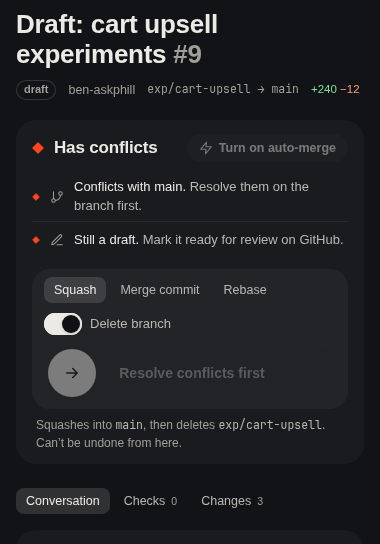 Draft: cart upsell
experiments #9
draft ben-askphill exp/cart-upsell → main +240 −12
Has conflicts Turn on auto-merge
Conflicts with main. Resolve them on the
branch first.
Still a draft. Mark it ready for review on GitHub.
Squash Merge commit Rebase
Delete branch
→ Resolve conflicts first
Squashes into main, then deletes exp/cart-upsell.
Can't be undone from here.
Conversation Checks 0 Changes 3